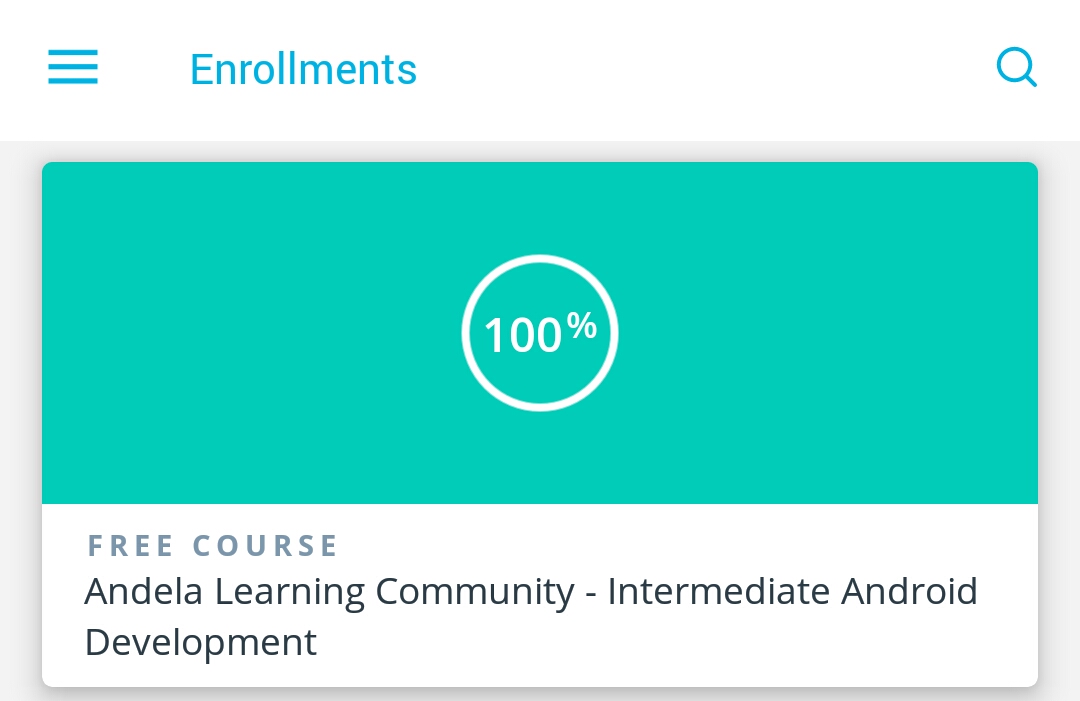 Enrollments
100%
FREE COURSE
Andela Learning Community - Intermediate Android
Development